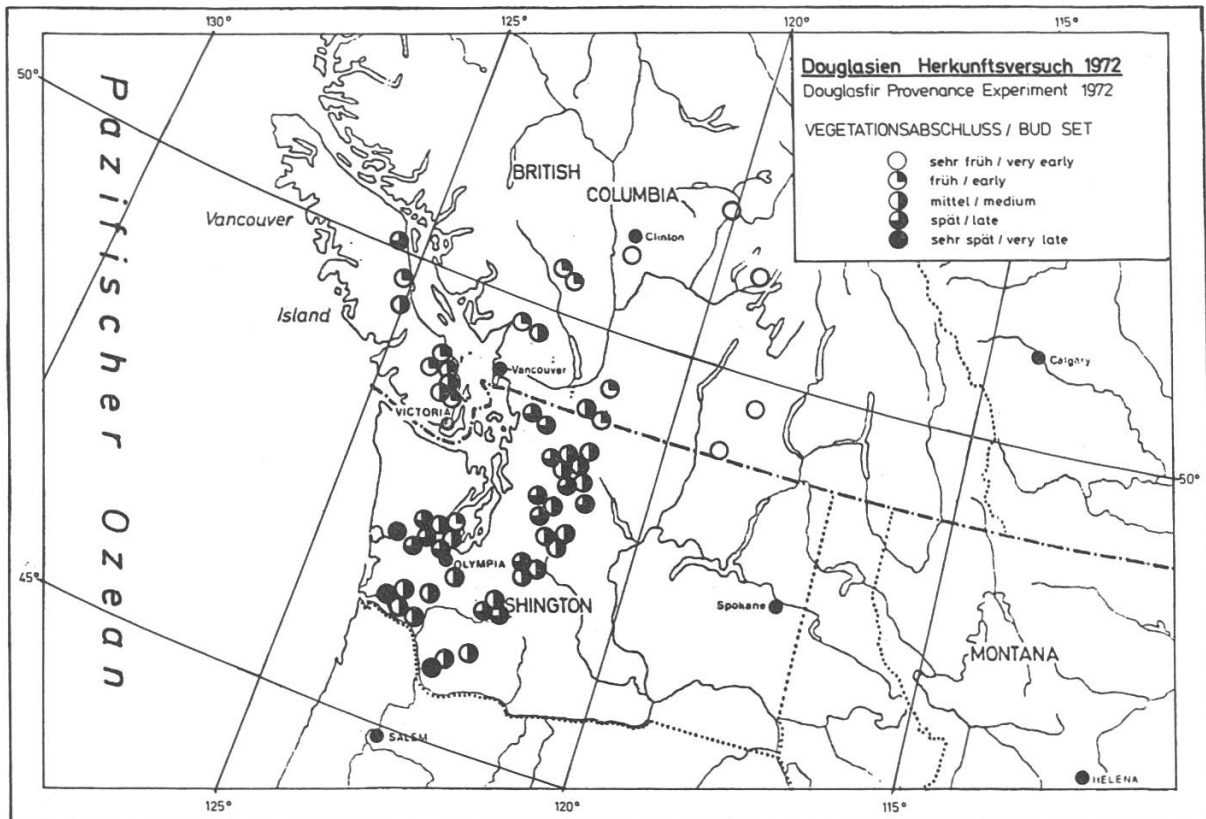 130°
125°
120°
115°
50°
Pazifischer Ozean
Douglasien Herkunftsversuch 1972
Douglasfir Provenance Experiment 1972
VEGETATIONSABSCHLUSS / BUD SET
sehr früh / very early
früh / early
mittel / medium
spät / late
sehr spät / very late
BRITISH
COLUMBIA
Vancouver
Clinton
Island
Calgary
Vancouver
VICTORIA
50°
OLYMPIA
45°
SHINGTON
Spokane
MONTANA
SALEM
HELENA
125°
120°
115°